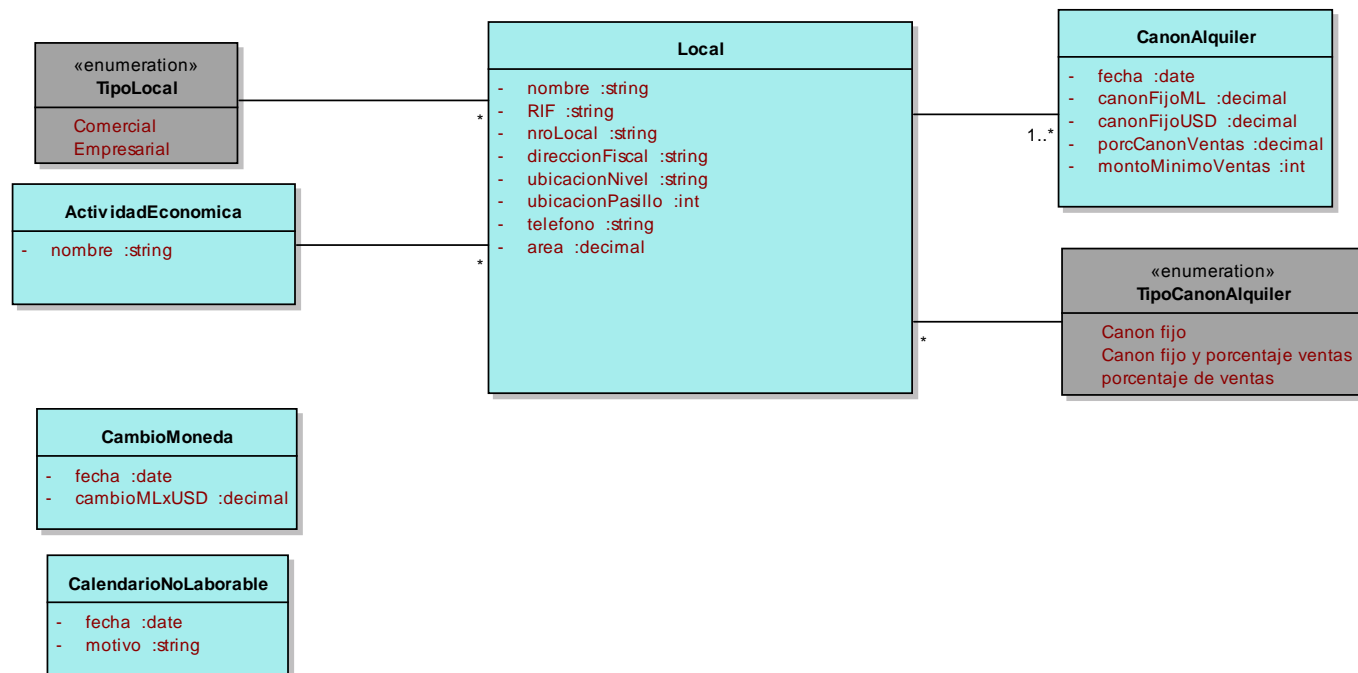 «enumeration»
TipoLocal
Comercial
Empresarial
*
ActividadEconomica
- nombre :string
*
Local
- nombre :string
- RIF :string
- nroLocal :string
- direccionFiscal :string
- ubicacionNivel :string
- ubicacionPasillo :int
- telefono :string
- area :decimal
CanonAlquiler
- fecha :date
- canonFijoML :decimal
- canonFijoUSD :decimal
- porcCanonVentas :decimal
- montoMinimoVentas :int
1..*
«enumeration»
TipoCanonAlquiler
Canon fijo
Canon fijo y porcentaje ventas
porcentaje de ventas
*
CambioMoneda
- fecha :date
- cambioMLxUSD :decimal
CalendarioNoLaborable
- fecha :date
- motivo :string